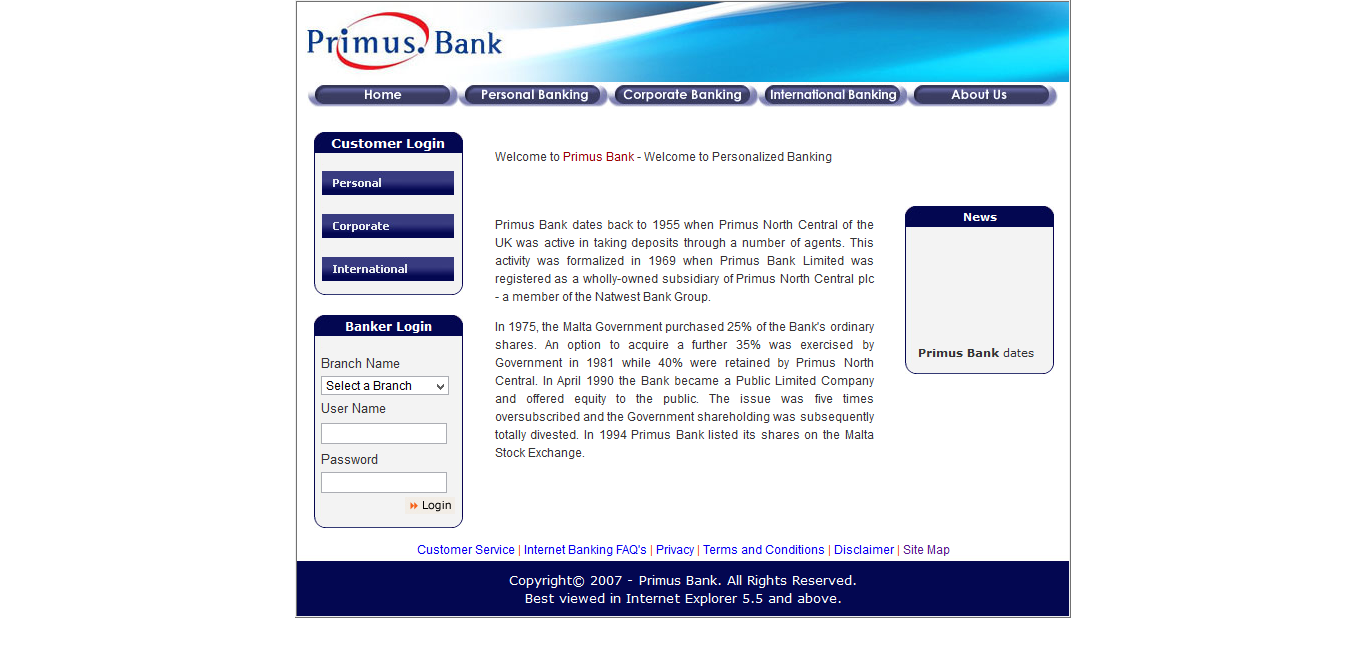 Primus. Bank
Home
Personal Banking
Corporate Banking
International Banking
About Us
Customer Login
Personal
Corporate
International
Banker Login
Branch Name
Select a Branch
User Name
Password
Login
Welcome to Primus Bank - Welcome to Personalized Banking
Primus Bank dates back to 1955 when Primus North Central of the
UK was active in taking deposits through a number of agents. This
activity was formalized in 1969 when Primus Bank Limited was
registered as a wholly-owned subsidiary of Primus North Central plc
- a member of the Natwest Bank Group.
In 1975, the Malta Government purchased 25% of the Bank's ordinary
shares. An option to acquire a further 35% was exercised by
Government in 1981 while 40% were retained by Primus North
Central. In April 1990 the Bank became a Public Limited Company
and offered equity to the public. The issue was five times
oversubscribed and the Government shareholding was subsequently
totally divested. In 1994 Primus Bank listed its shares on the Malta
Stock Exchange.
News
Primus Bank dates
Customer Service | Internet Banking FAQ's | Privacy | Terms and Conditions | Disclaimer | Site Map
Copyright© 2007 - Primus Bank. All Rights Reserved.
Best viewed in Internet Explorer 5.5 and above.